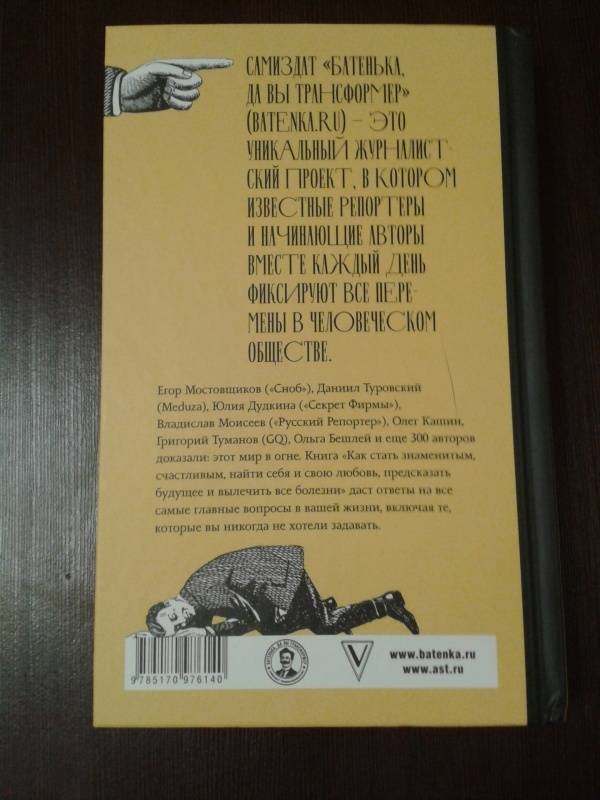 САМИЗДАТ «БАТЕНЬКА,
ДА ВЫ ТРАНСФОРМЕР»
(BATENKA.RU) – ЭТО
УНИКАЛЬНЫЙ ЖУРНАЛИСТ-
СКИЙ ПРОЕКТ, В КОТОРОМ
ИЗВЕСТНЫЕ РЕПОРТЕРЫ
И НАЧИНАЮЩИЕ АВТОРЫ
ВМЕСТЕ КАЖДЫЙ ДЕНЬ
ФИКСИРУЮТ ВСЕ ПЕРЕ-
МЕНЫ В ЧЕЛОВЕЧЕСКОМ
ОБЩЕСТВЕ.
Егор Мостовщиков («Сноб»), Даниил Туровский
(Meduza), Юлия Дудкина («Секрет Фирмы»),
Владислав Моисеев («Русский Репортер»), Олег Кашин,
Григорий Туманов (GQ), Ольга Бешлей и еще 300 авторов
доказали: этот мир в огне. Книга «Как стать знаменитым,
счастливым, найти себя и свою любовь, предсказать
будущее и вылечить все болезни» даст ответы на все
самые главные вопросы в вашей жизни, включая те,
которые вы никогда не хотели задавать.
9 785170 976140
V
www.batenka.ru
www.ast.ru